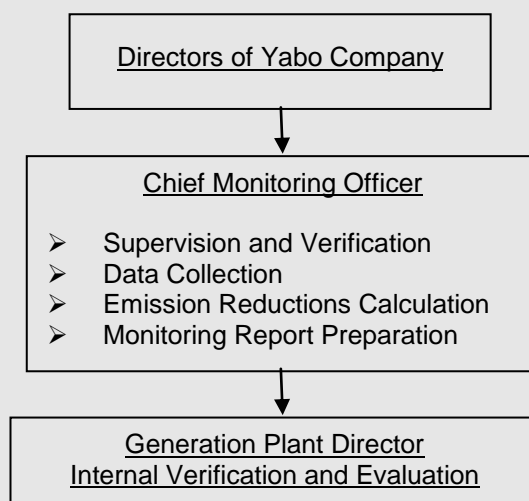 Directors of Yabo Company
Chief Monitoring Officer
➢ Supervision and Verification
➢ Data Collection
➢ Emission Reductions Calculation
➢ Monitoring Report Preparation
Generation Plant Director
Internal Verification and Evaluation